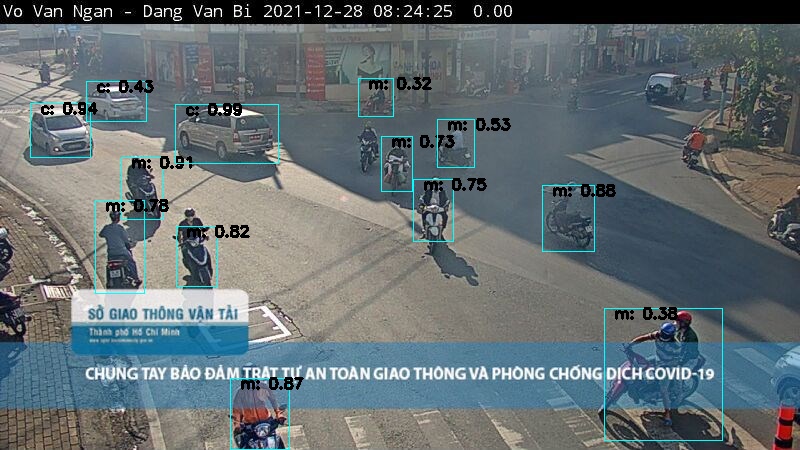 Vo Van Ngan - Dang Van Bi 2021-12-28 08:24:25 0.00
m: 0.32
c: 0.43
c: 0.94
c: 0.99
m: 0.53
m: 0.73
m: 0.91
m: 0.75
m: 0.88
m: 0.78
m: 0.82
SỞ GIAO THÔNG VẬN TẢI
Thành phố Hồ Chí Minh
m: 0.38
CHUNG TAY BẢO ĐẢM TRẬT TỰ AN TOÀN GIAO THÔNG VÀ PHÒNG CHỐNG DỊCH COVID-19
m: 0.87